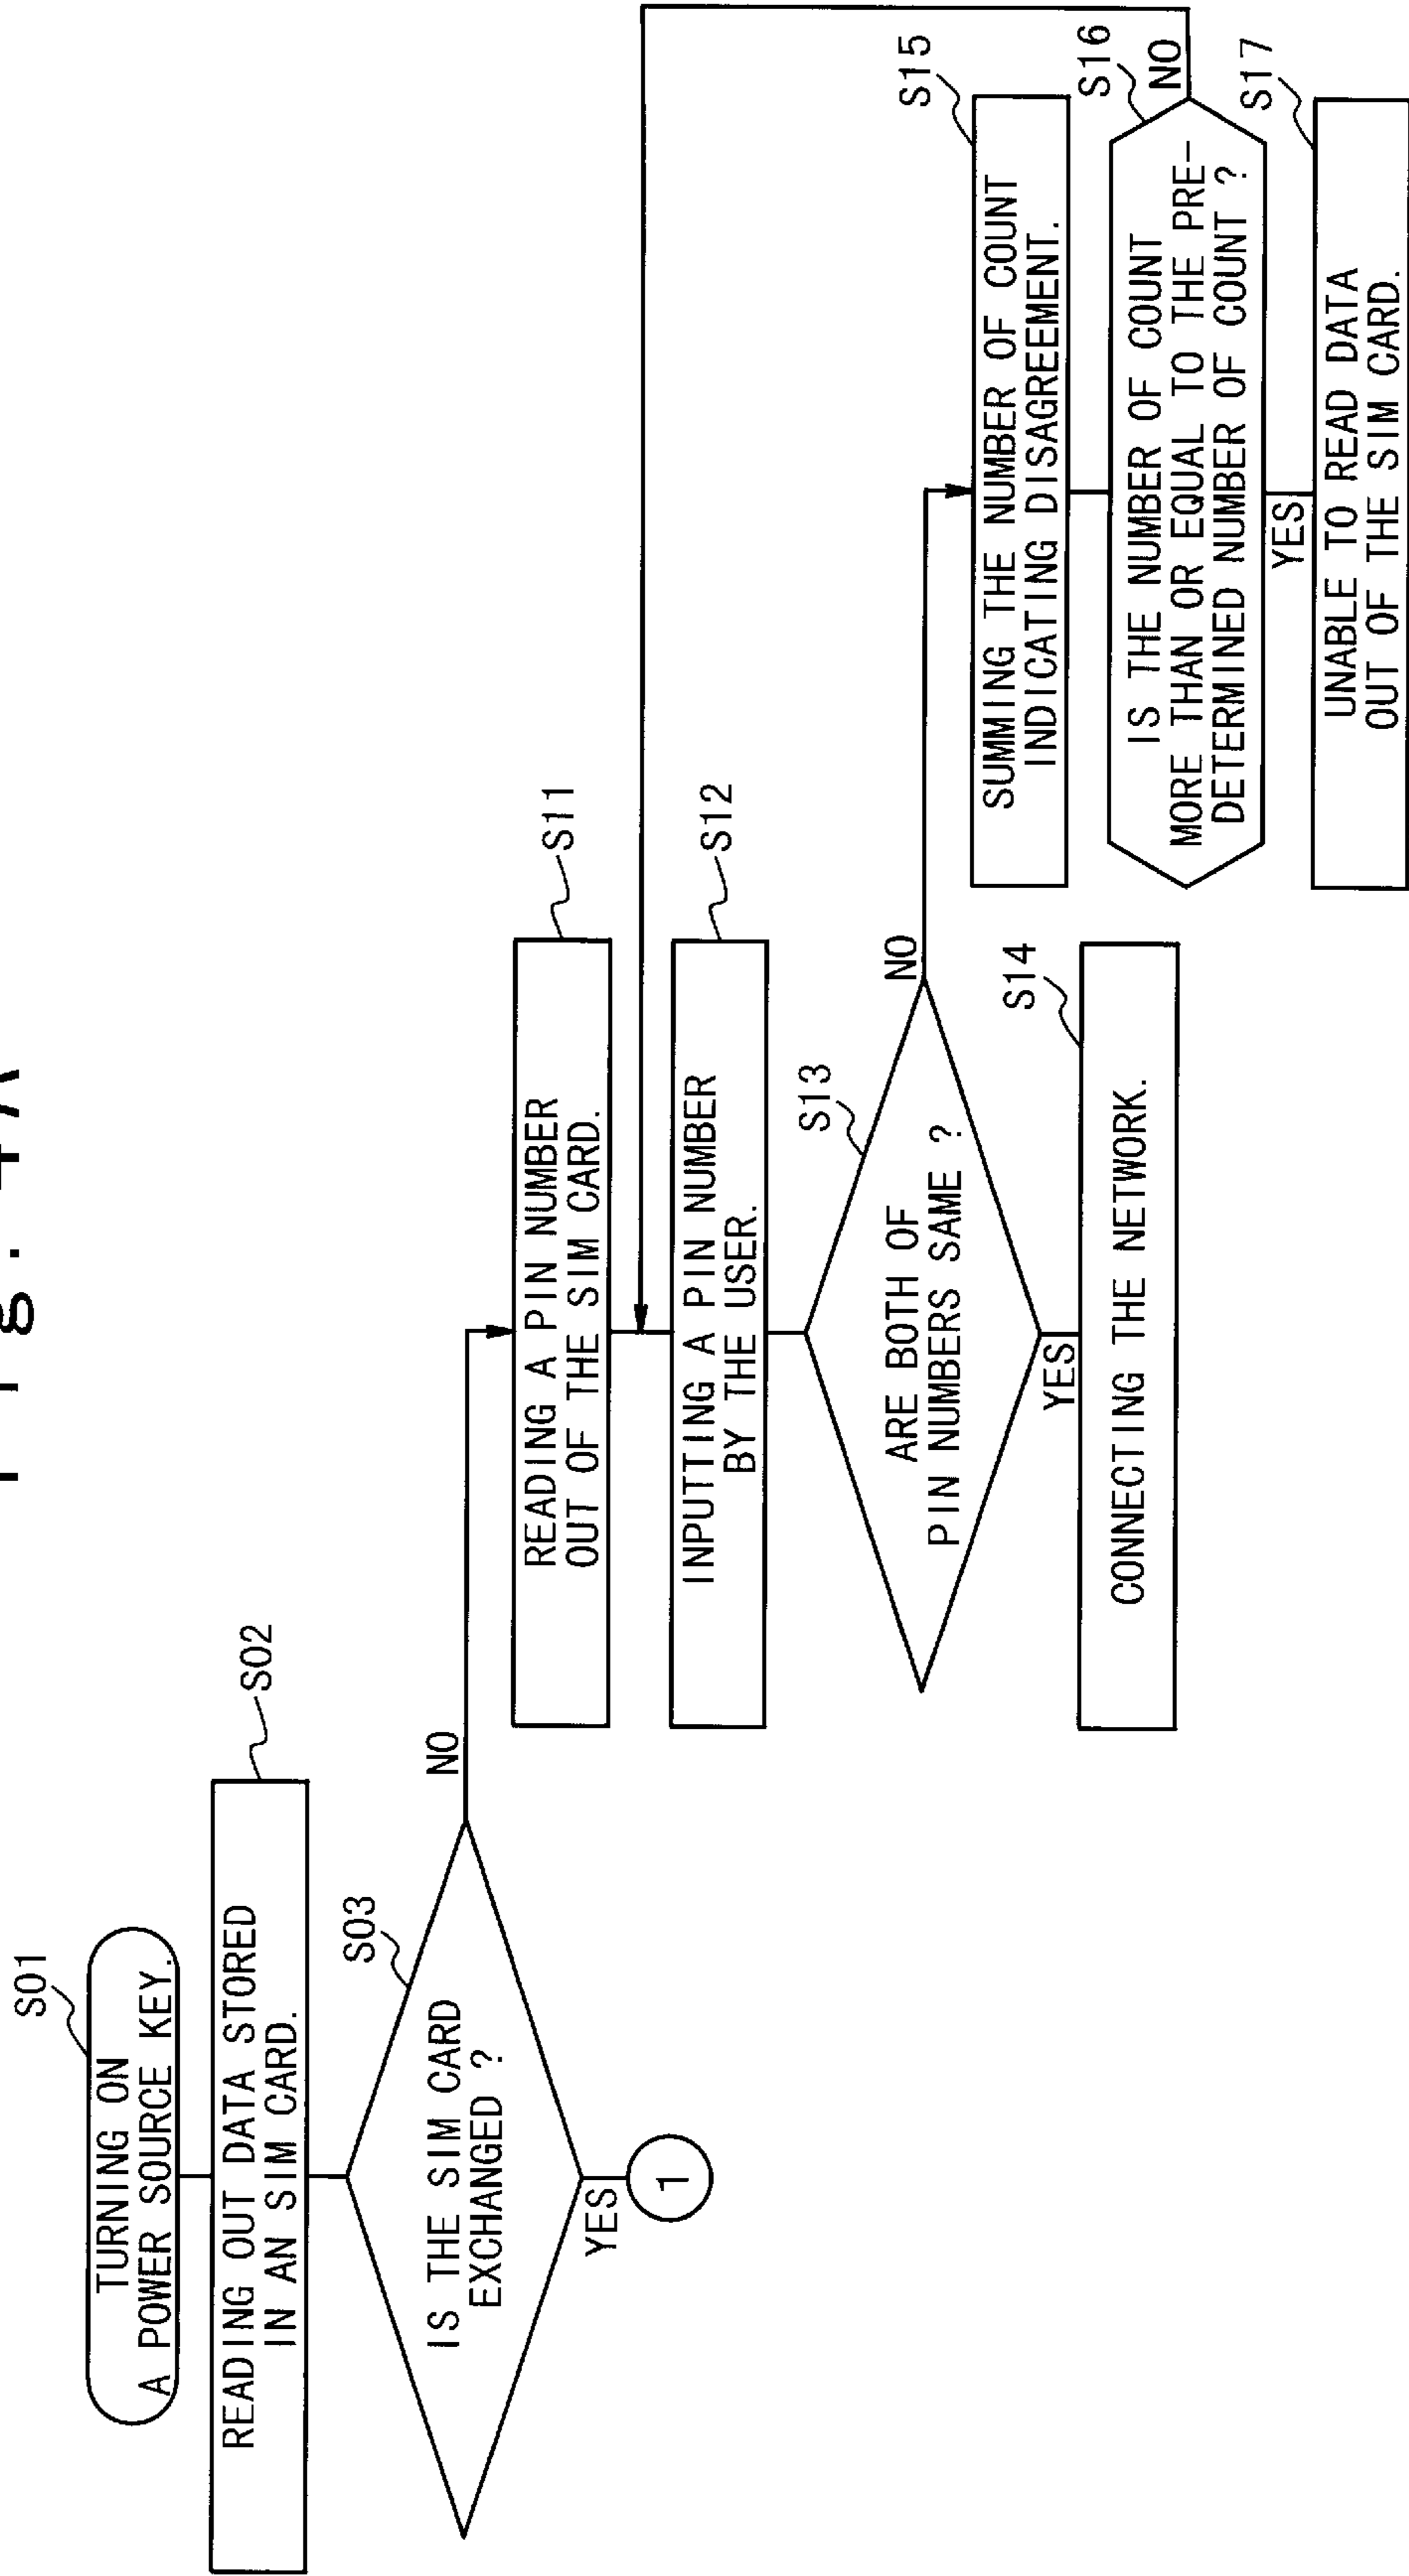 Fig. 4A
S01
TURNING ON
A POWER SOURCE KEY.
S02
READING OUT DATA STORED
IN AN SIM CARD.
S03
IS THE SIM CARD
EXCHANGED ?
NO
YES
1
S11
READING A PIN NUMBER
OUT OF THE SIM CARD.
S12
INPUTTING A PIN NUMBER
BY THE USER.
S13
ARE BOTH OF
PIN NUMBERS SAME ?
NO
YES
S14
CONNECTING THE NETWORK.
S15
SUMMING THE NUMBER OF COUNT
INDICATING DISAGREEMENT.
S16
IS THE NUMBER OF COUNT
MORE THAN OR EQUAL TO THE PRE-
DETERMINED NUMBER OF COUNT ?
NO
YES
S17
UNABLE TO READ DATA
OUT OF THE SIM CARD.